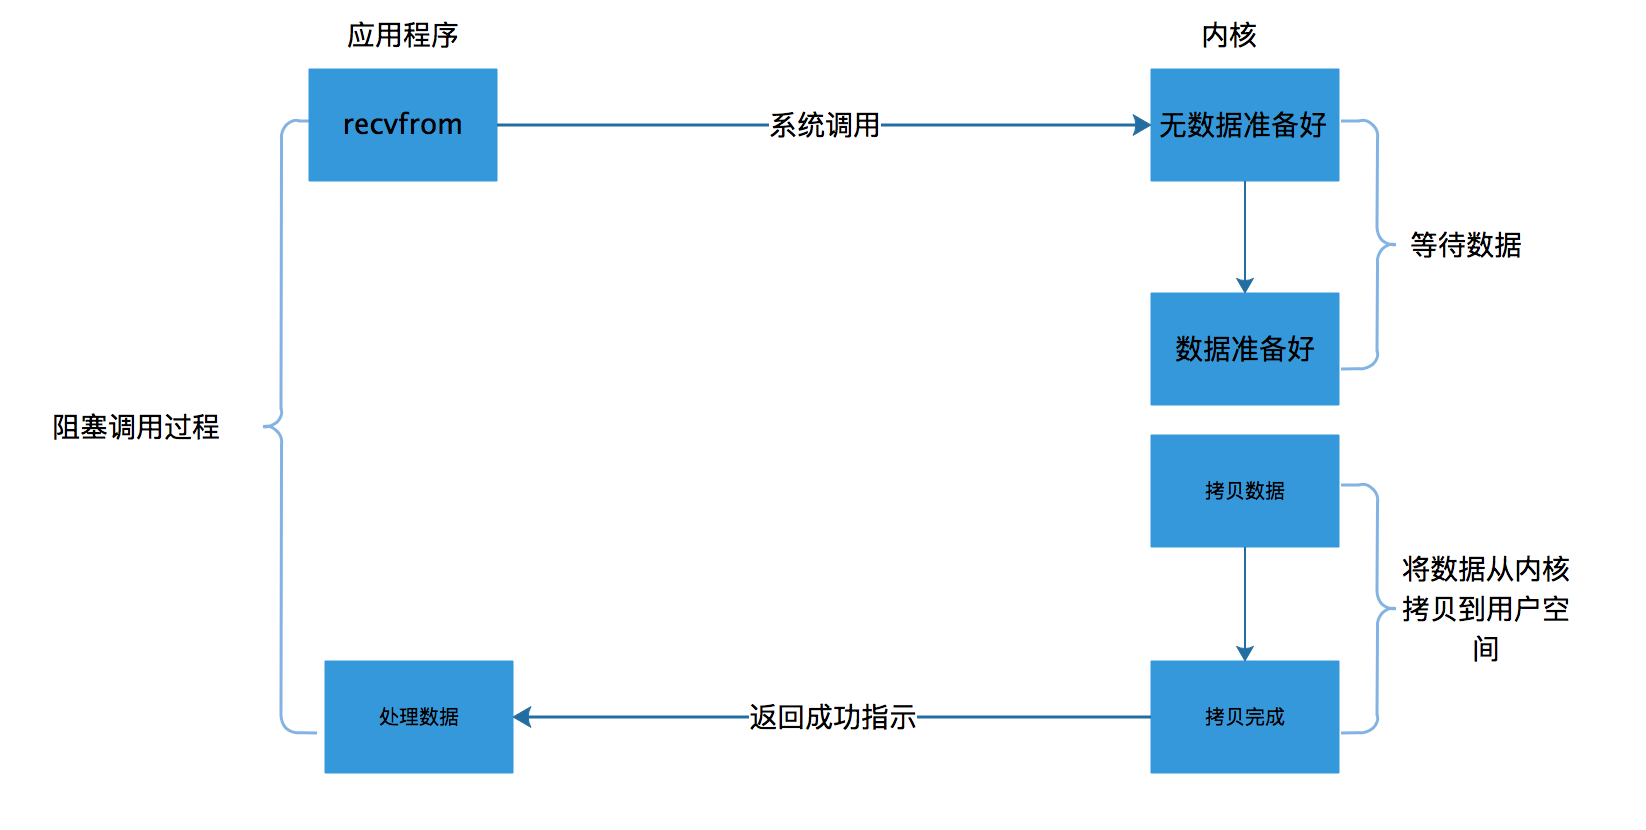 应用程序
内核
recvfrom
系统调用
无数据准备好
等待数据
数据准备好
阻塞调用过程
拷贝数据
将数据从内核
拷贝到用户空
间
处理数据
返回成功指示
拷贝完成